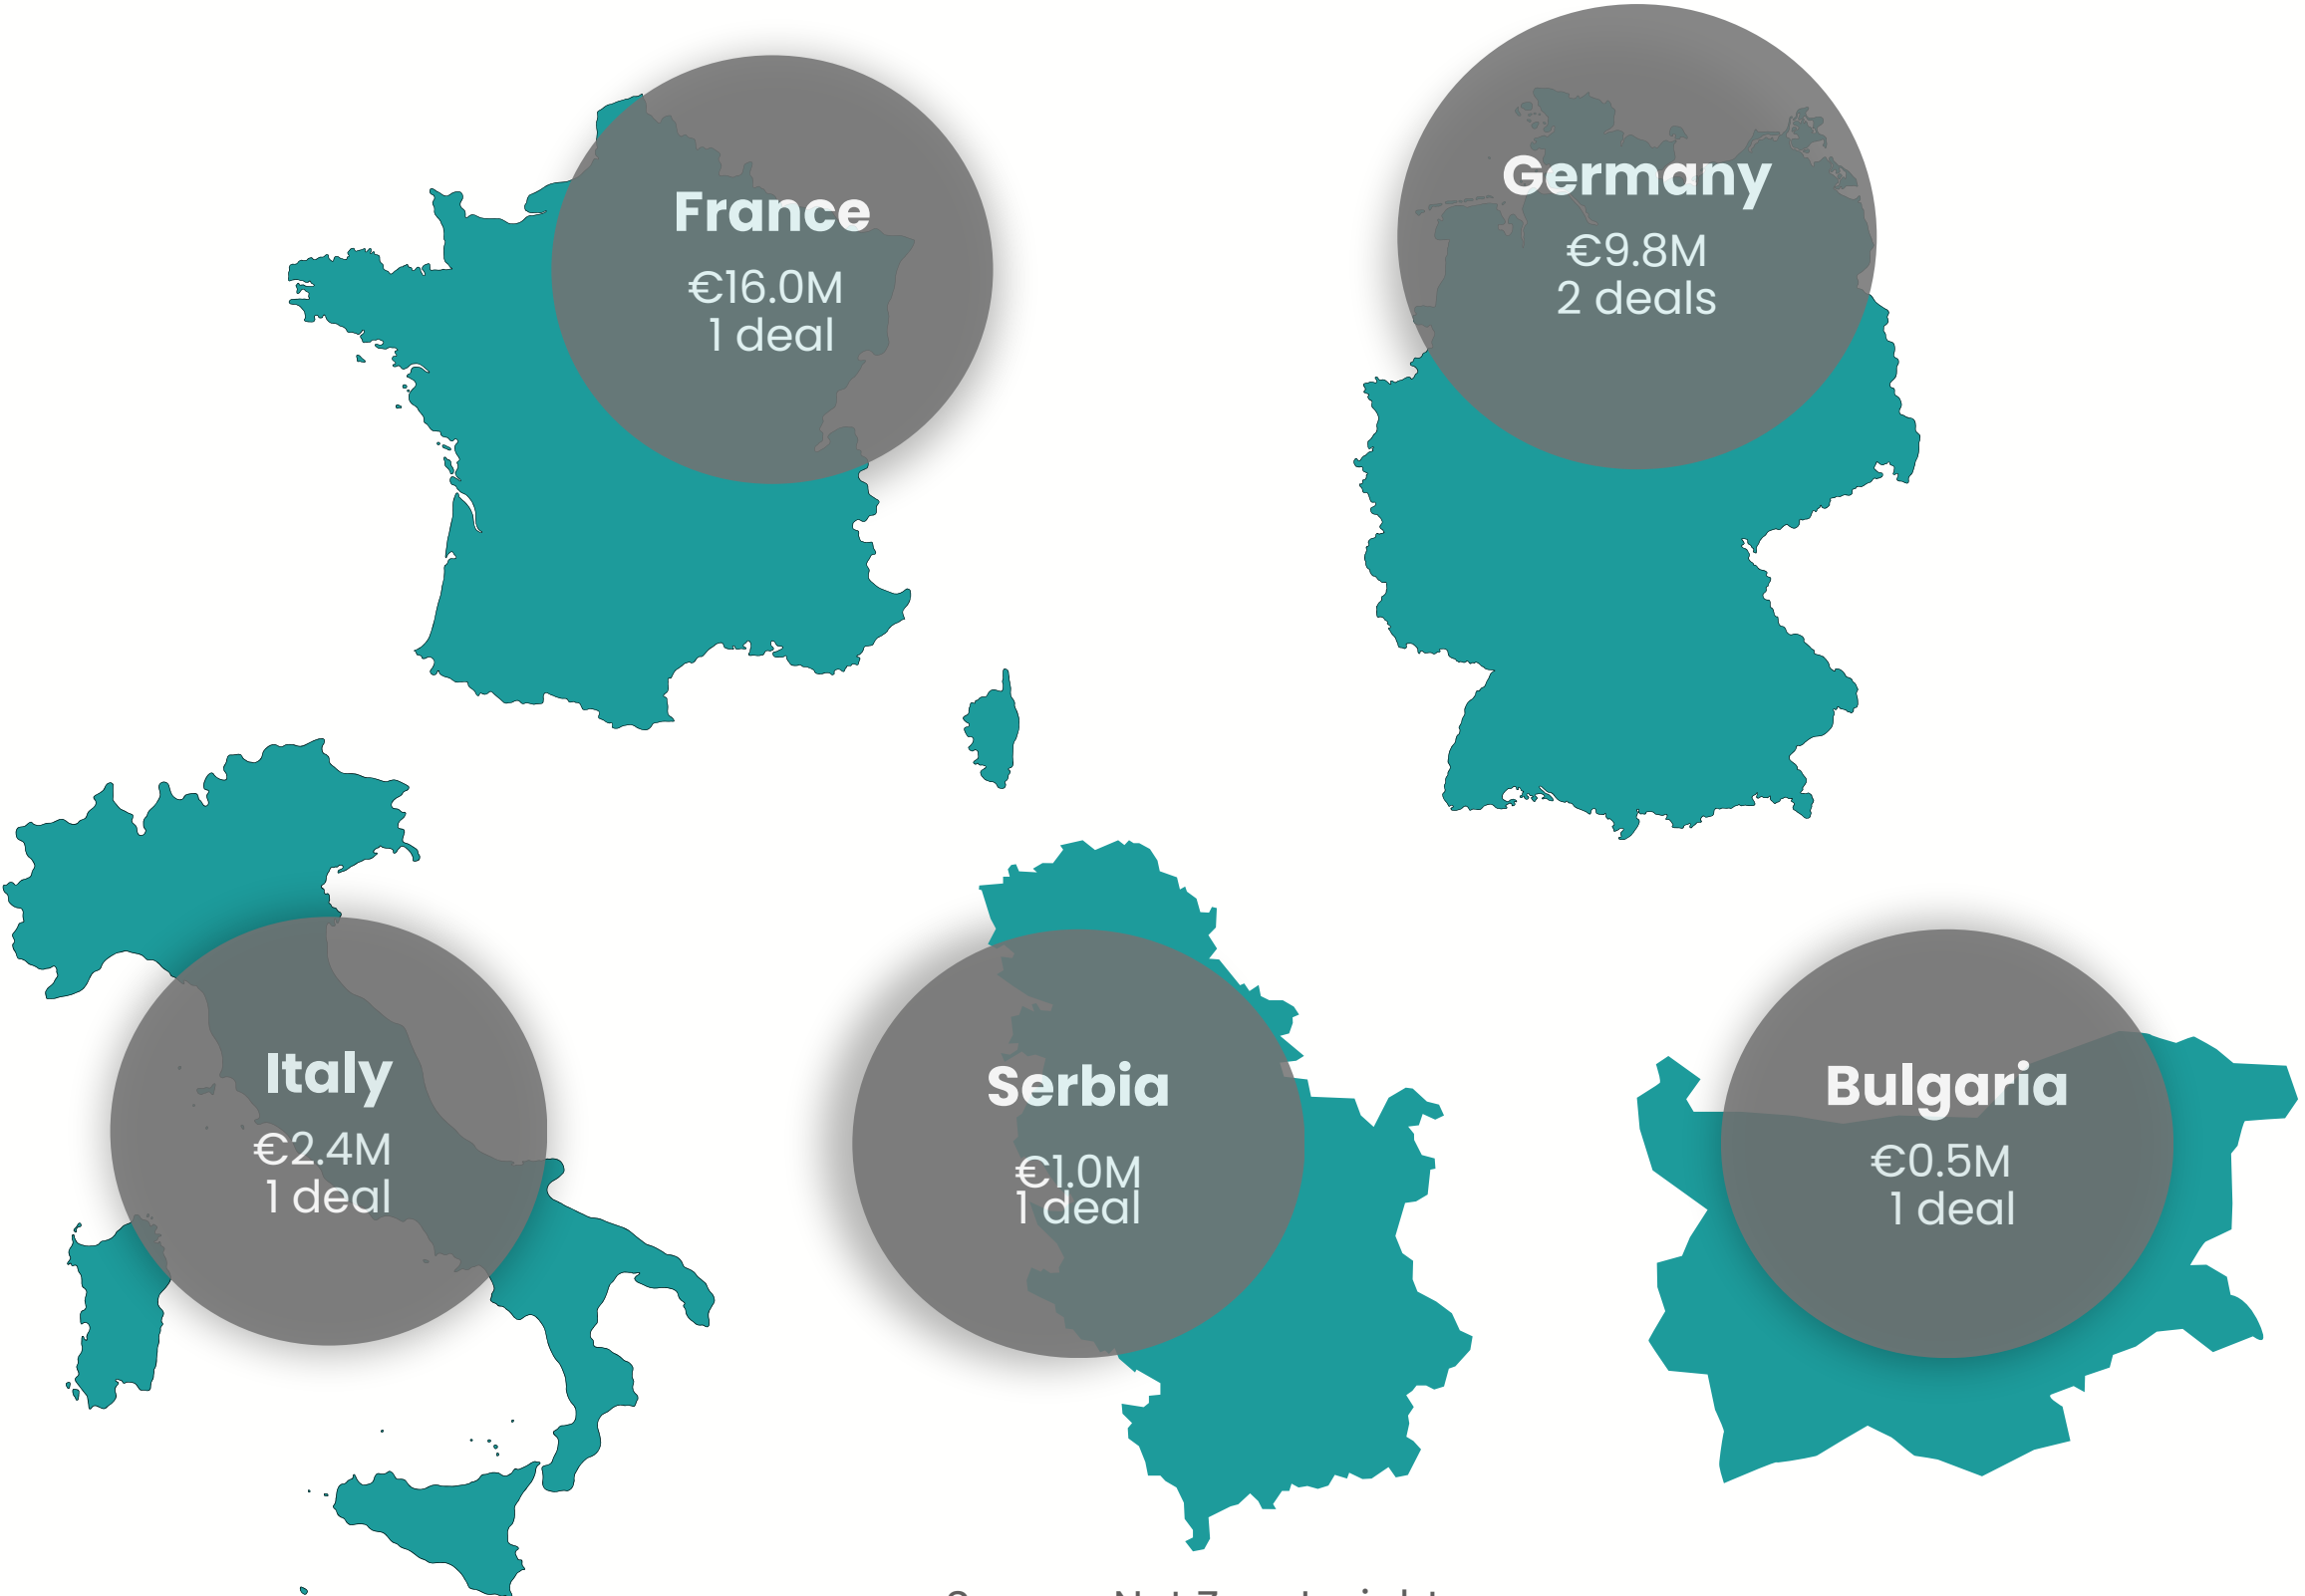 France
€16.0M
1 deal
Germany
€9.8M
2 deals
Italy
€2.4M
1 deal
Serbia
€1.0M
1 deal
Bulgaria
€0.5M
1 deal